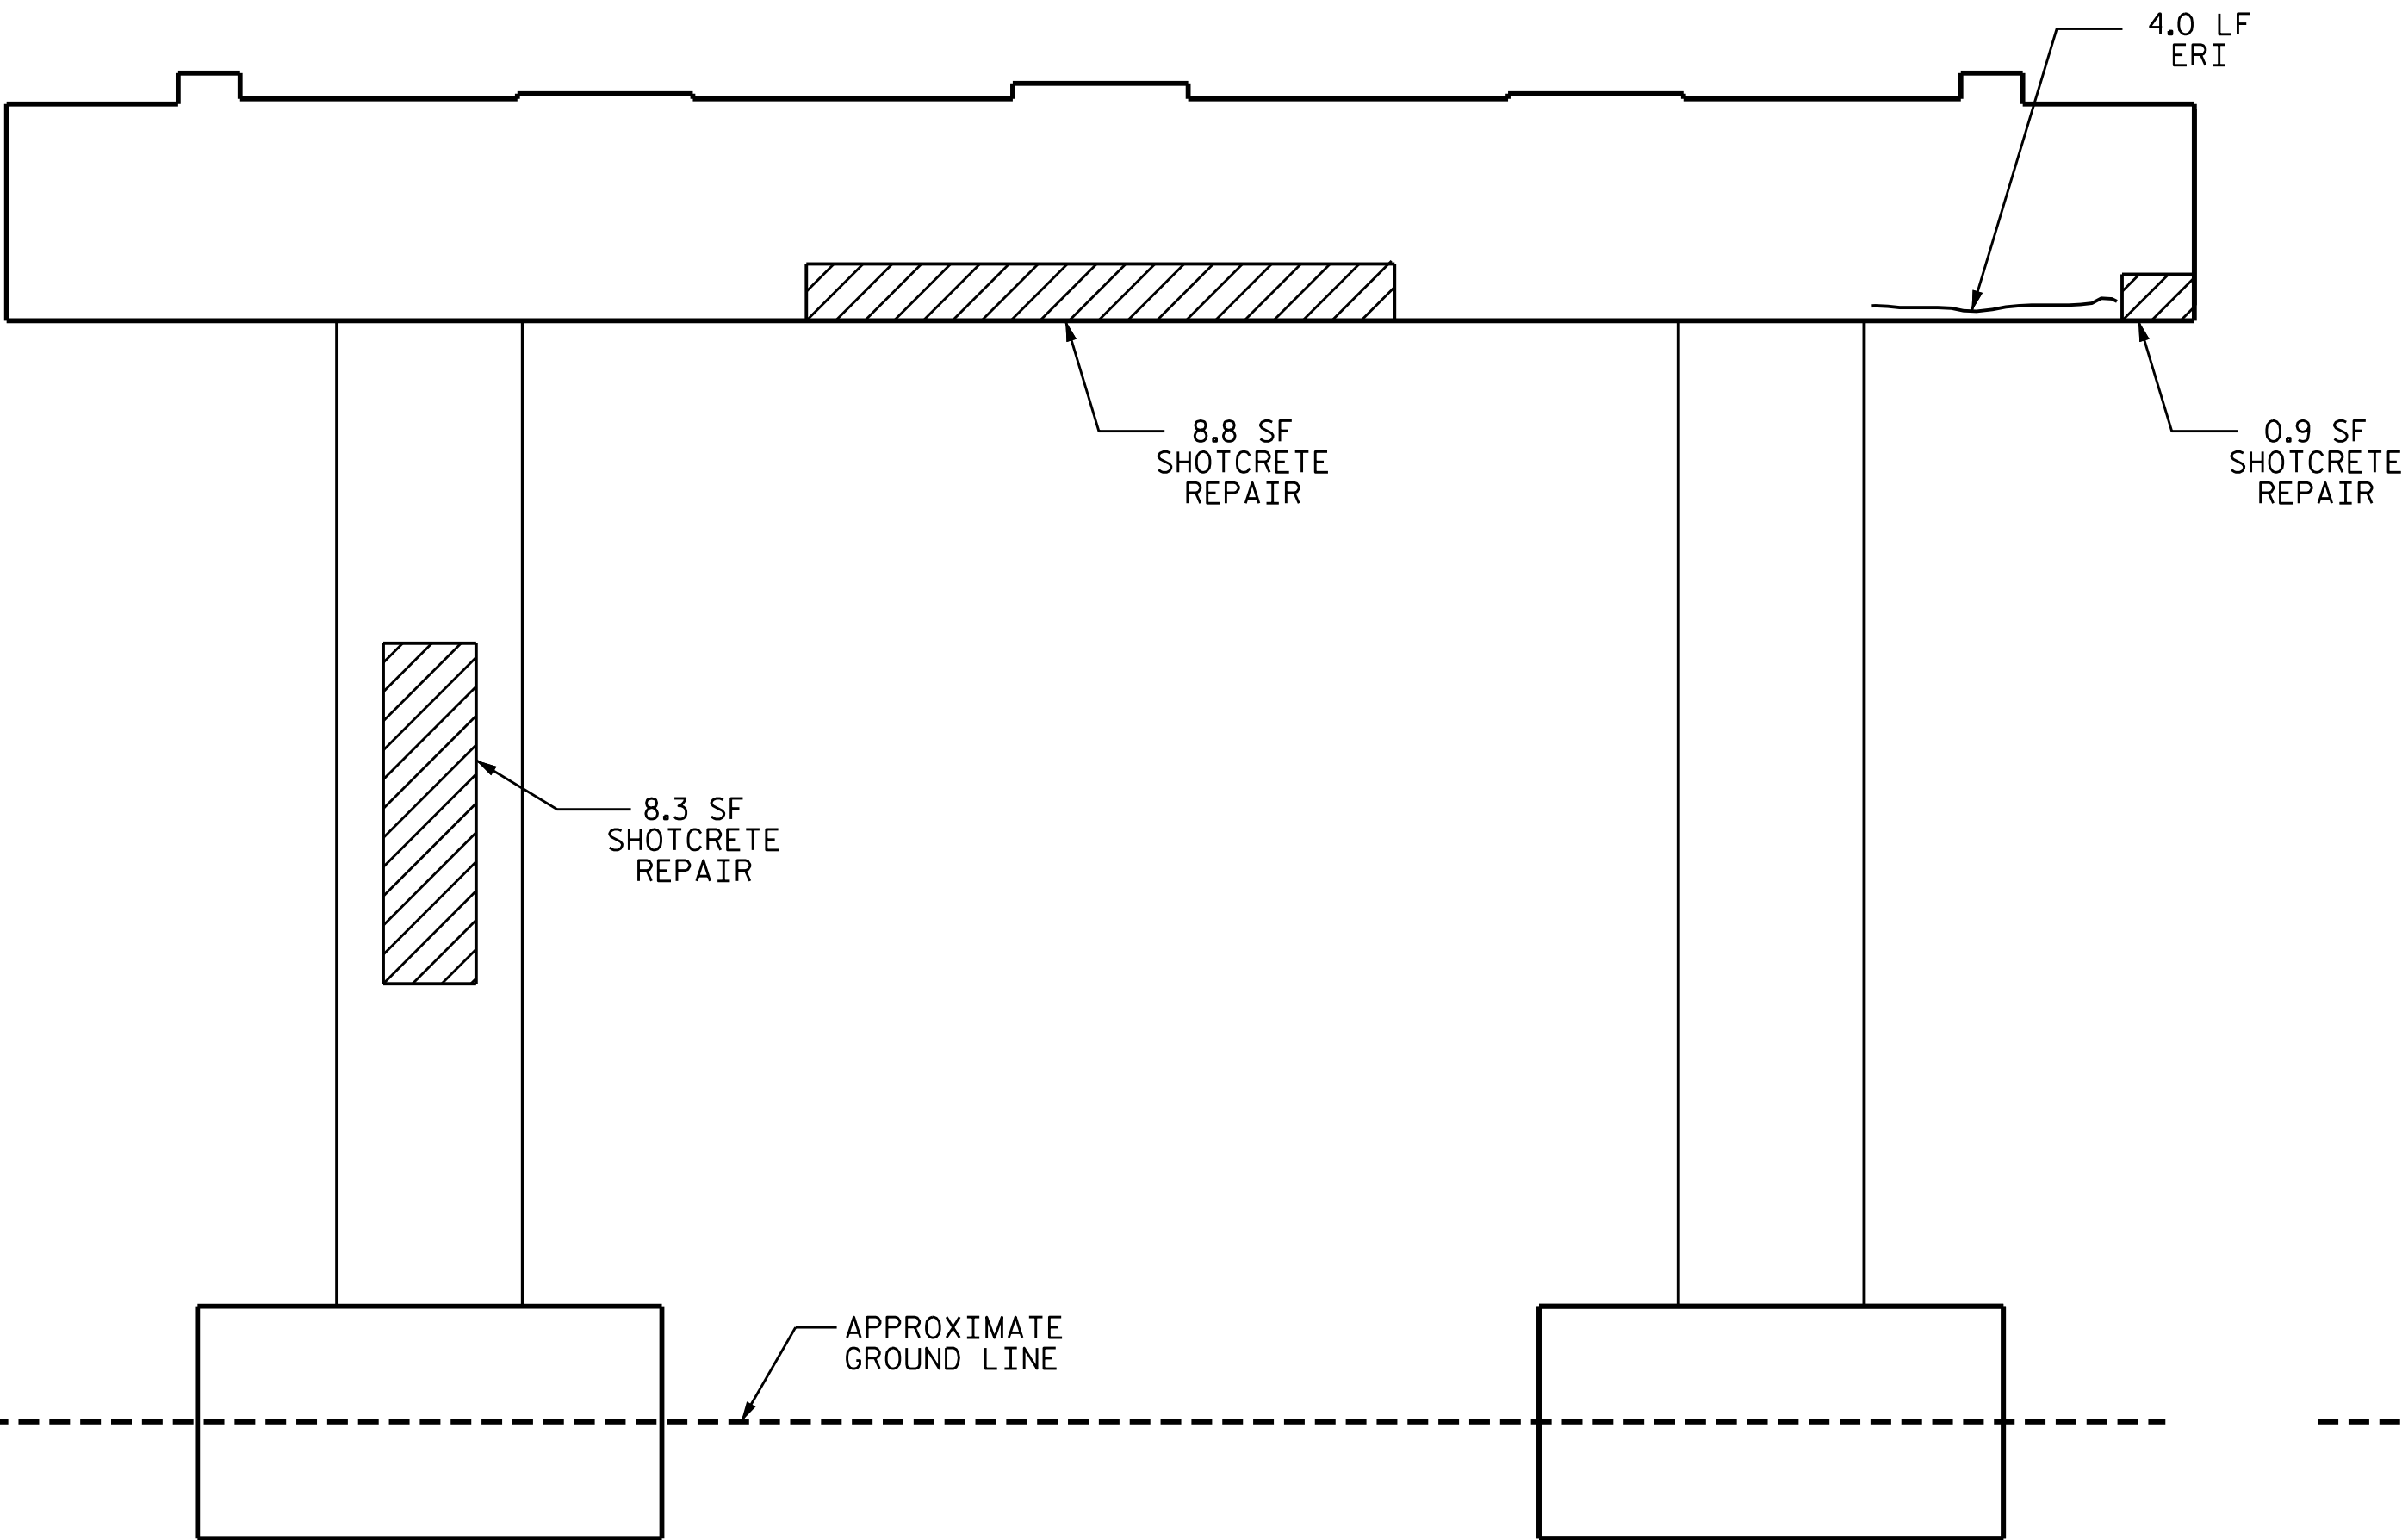 4.0 LF
ERI
8.8 SF
SHOTCRETE
REPAIR
0.9 SF
SHOTCRETE
REPAIR
8.3 SF
SHOTCRETE
REPAIR
APPROXIMATE
GROUND LINE